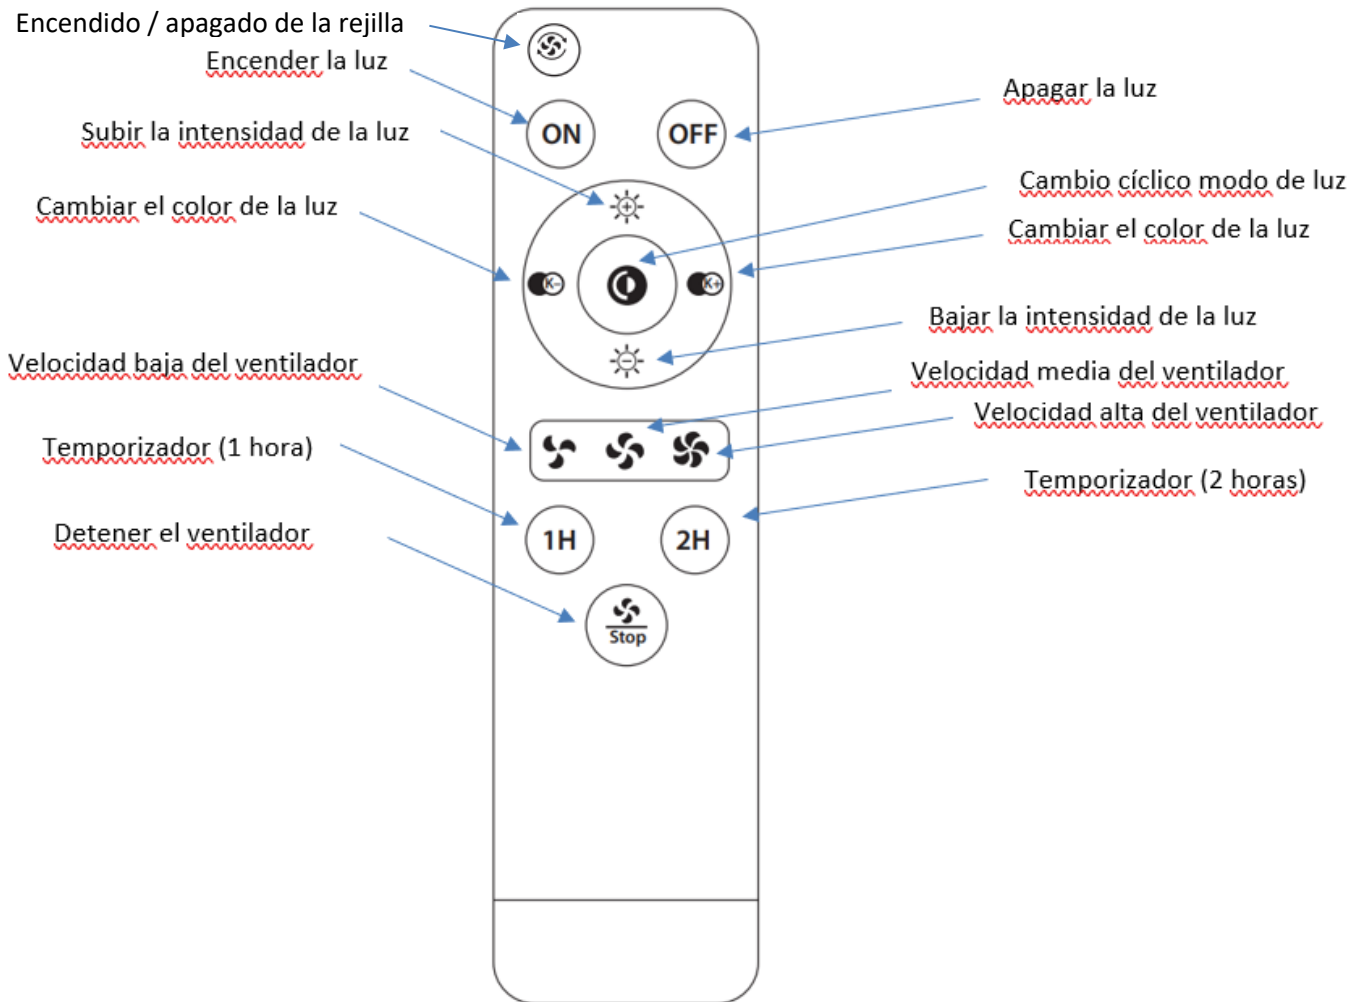 Encendido / apagado de la rejilla
Encender la luz
Apagar la luz
ON
OFF
Subir la intensidad de la luz
Cambio cíclico modo de luz
Cambiar el color de la luz
Cambiar el color de la luz
K-
K+
Bajar la intensidad de la luz
Velocidad baja del ventilador
Velocidad media del ventilador
Velocidad alta del ventilador
Temporizador (1 hora)
Temporizador (2 horas)
Detener el ventilador
1H
2H
Stop